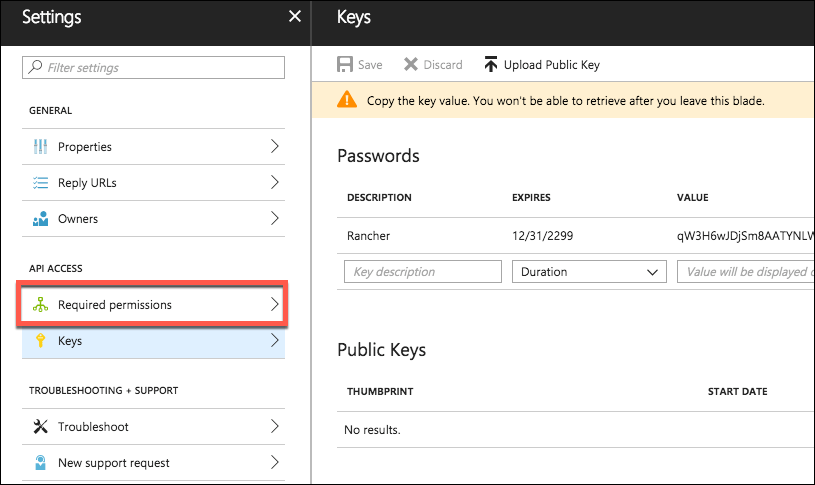 Settings
Filter settings
GENERAL
Properties
Reply URLs
Owners
API ACCESS
Required permissions
Keys
TROUBLESHOOTING + SUPPORT
Troubleshoot
New support request
Keys
Save Discard Upload Public Key
Copy the key value. You won't be able to retrieve after you leave this blade.
Passwords
DESCRIPTION EXPIRES VALUE
Rancher 12/31/2299 qW3H6wJDjSm8AATYNLW
Key description Duration Value will be displayed
Public Keys
THUMBPRINT START DATE
No results.